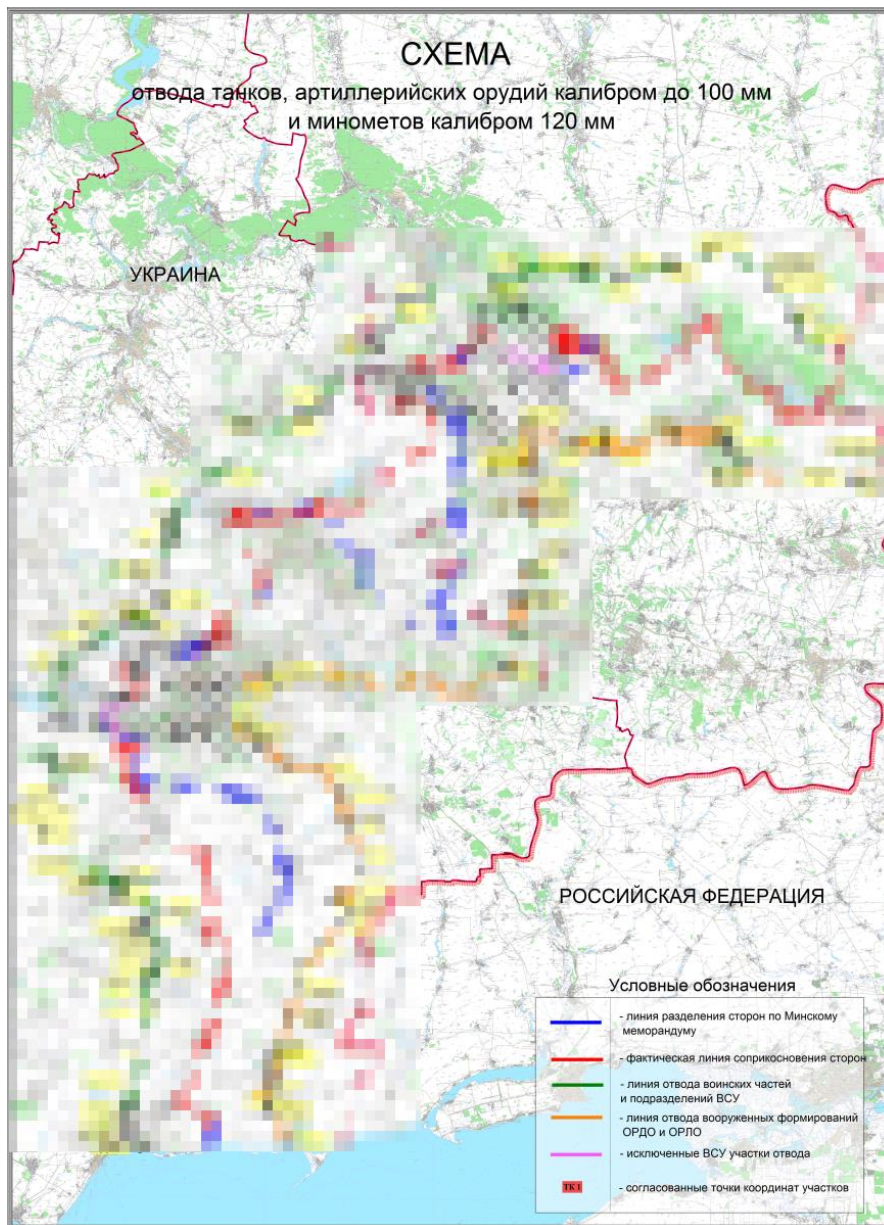 СХЕМА
отвода танков, артиллерийских орудий калибром до 100 мм
и минометов калибром 120 мм
УКРАИНА
РОССИЙСКАЯ ФЕДЕРАЦИЯ
Условные обозначения
- линия разделения сторон по Минскому
меморандуму
- фактическая линия соприкосновения сторон
- линия отвода воинских частей
и подразделений ВСУ
- линия отвода вооруженных формирований
ОРДО и ОРЛО
- исключенные ВСУ участки отвода
ТК 1 - согласованные точки координат участков